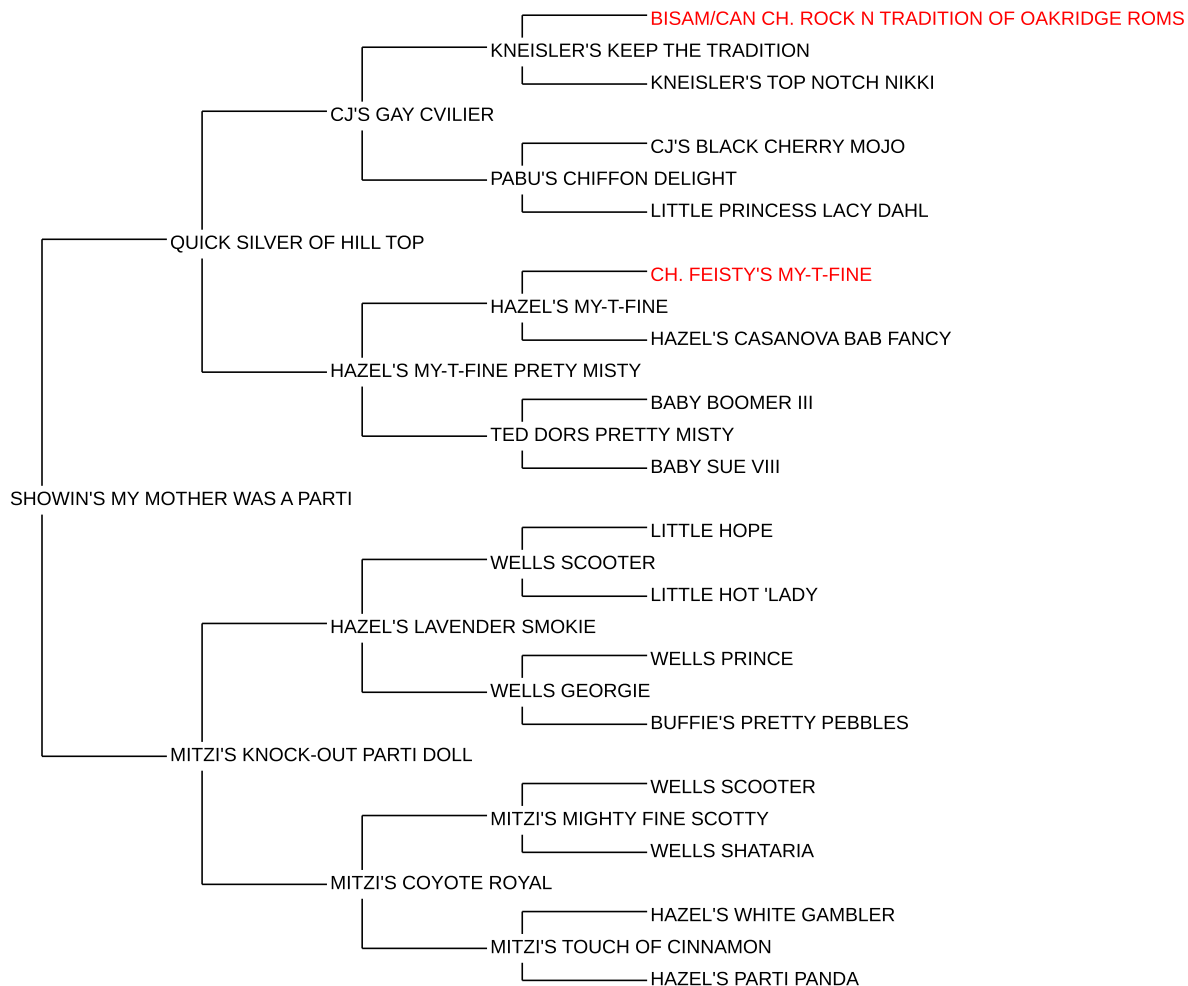 BISAM/CAN CH. ROCK N TRADITION OF OAKRIDGE ROMS
KNEISLER'S KEEP THE TRADITION
KNEISLER'S TOP NOTCH NIKKI
CJ'S GAY CVILIER
CJ'S BLACK CHERRY MOJO
PABU'S CHIFFON DELIGHT
LITTLE PRINCESS LACY DAHL
QUICK SILVER OF HILL TOP
CH. FEISTY'S MY-T-FINE
HAZEL'S MY-T-FINE
HAZEL'S CASANOVA BAB FANCY
HAZEL'S MY-T-FINE PRETY MISTY
BABY BOOMER III
TED DORS PRETTY MISTY
BABY SUE VIII
SHOWIN'S MY MOTHER WAS A PARTI
LITTLE HOPE
WELLS SCOOTER
LITTLE HOT 'LADY
HAZEL'S LAVENDER SMOKIE
WELLS PRINCE
WELLS GEORGIE
BUFFIE'S PRETTY PEBBLES
MITZI'S KNOCK-OUT PARTI DOLL
WELLS SCOOTER
MITZI'S MIGHTY FINE SCOTTY
WELLS SHATARIA
MITZI'S COYOTE ROYAL
HAZEL'S WHITE GAMBLER
MITZI'S TOUCH OF CINNAMON
HAZEL'S PARTI PANDA